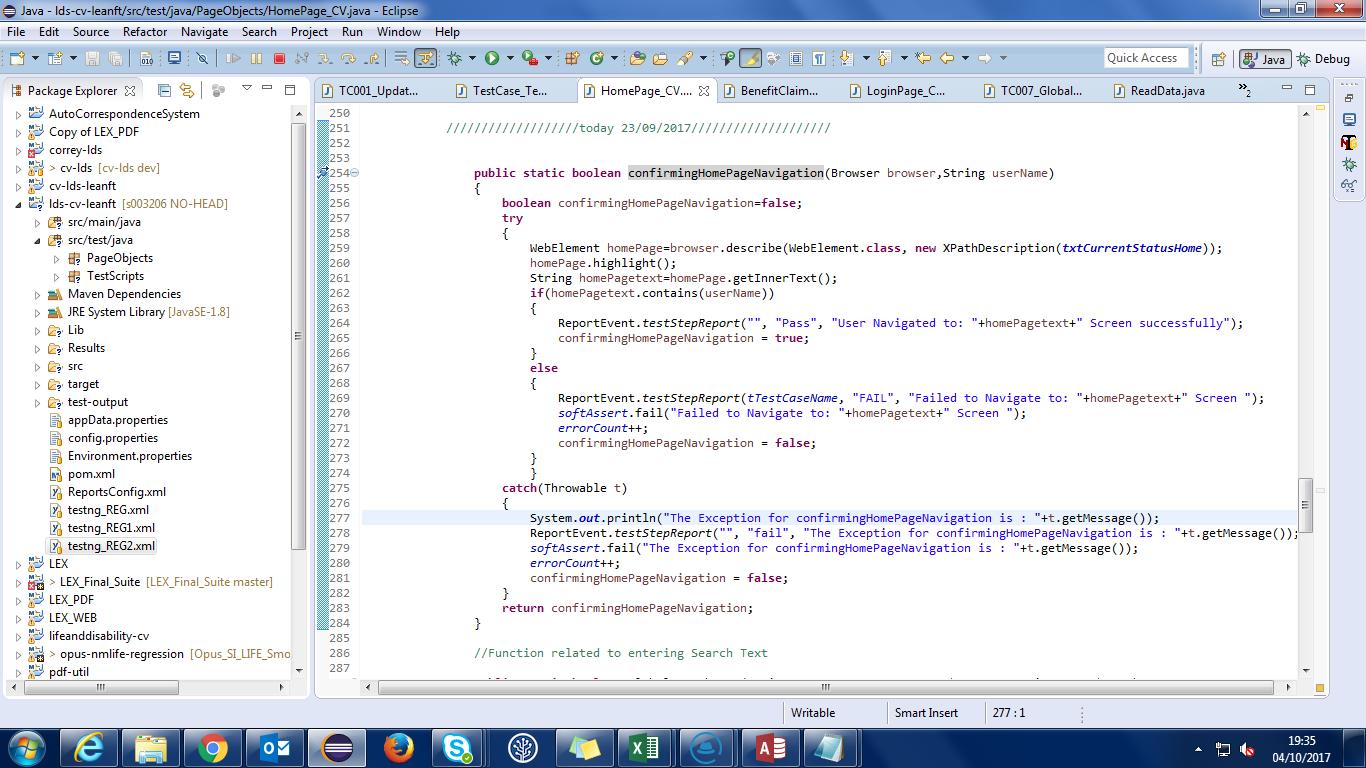 Java - lds-cv-leanft/src/test/java/PageObjects/HomePage_CV.java - Eclipse
File Edit Source Refactor Navigate Search Project Run Window Help
Quick Access Java Debug
Package Explorer
AutoCorrespondenceSystem
Copy of LEX_PDF
correy-lds
> cv-lds [cv-lds dev]
cv-lds-leanft
lds-cv-leanft [s003206 NO-HEAD]
src/main/java
src/test/java
PageObjects
TestScripts
Maven Dependencies
JRE System Library [JavaSE-1.8]
Lib
Results
src
target
test-output
appData.properties
config.properties
Environment.properties
pom.xml
ReportsConfig.xml
testng_REG.xml
testng_REG1.xml
testng_REG2.xml
LEX
> LEX_Final_Suite [LEX_Final_Suite master]
LEX_PDF
LEX_WEB
lifeanddisability-cv
> opus-nmlife-regression [Opus_SI_LIFE_Smo
pdf-util
TC001_Updat... TestCase_Te... HomePage_CV.... BenefitClaim... LoginPage_C... TC007_Global... ReadData.java »2
250
251 ///////////////////today 23/09/2017////////////////////
252
253
254 public static boolean confirmingHomePageNavigation(Browser browser,String userName)
255 {
256 boolean confirmingHomePageNavigation=false;
257 try
258 {
259 WebElement homePage=browser.describe(WebElement.class, new XPathDescription(txtCurrentStatusHome));
260 homePage.highlight();
261 String homePagetext=homePage.getInnerText();
262 if(homePagetext.contains(userName))
263 {
264 ReportEvent.testStepReport("", "Pass", "User Navigated to: "+homePagetext+" Screen successfully");
265 confirmingHomePageNavigation = true;
266 }
267 else
268 {
269 ReportEvent.testStepReport(tTestCaseName, "FAIL", "Failed to Navigate to: "+homePagetext+" Screen ");
270 softAssert.fail("Failed to Navigate to: "+homePagetext+" Screen ");
271 errorCount++;
272 confirmingHomePageNavigation = false;
273 }
274 }
275 catch(Throwable t)
276 {
277 System.out.println("The Exception for confirmingHomePageNavigation is : "+t.getMessage());
278 ReportEvent.testStepReport("", "fail", "The Exception for confirmingHomePageNavigation is : "+t.getMessage());
279 softAssert.fail("The Exception for confirmingHomePageNavigation is : "+t.getMessage());
280 errorCount++;
281 confirmingHomePageNavigation = false;
282 }
283 return confirmingHomePageNavigation;
284 }
285
286 //Function related to entering Search Text
287
Writable Smart Insert 277 : 1
19:35
04/10/2017